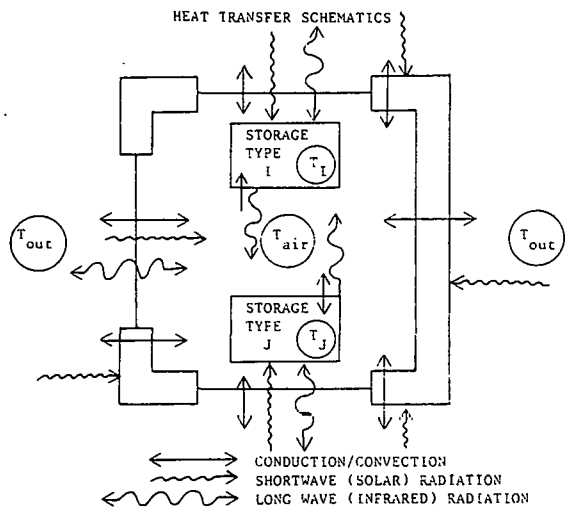 HEAT TRANSFER SCHEMATICS
STORAGE
TYPE
I
T_I
T_out
T_air
T_out
STORAGE
TYPE
J
T_J
CONDUCTION/CONVECTION
SHORTWAVE (SOLAR) RADIATION
LONG WAVE (INFRARED) RADIATION